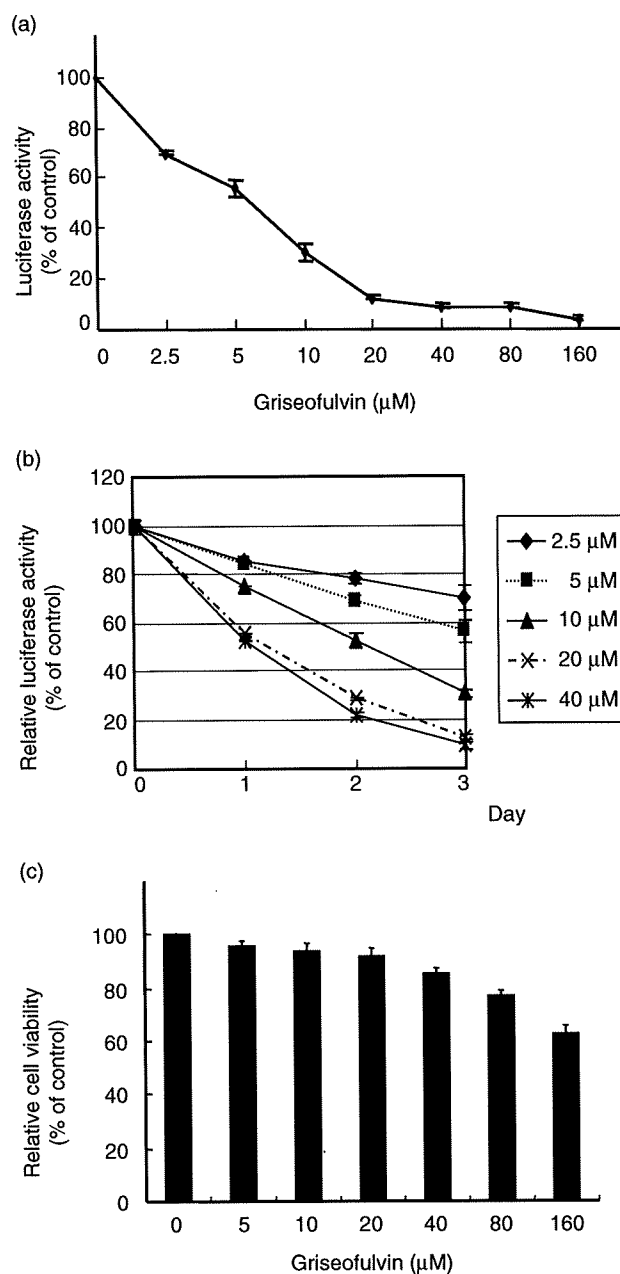 (a)
Luciferase activity
(% of control)
100
80
60
40
20
0
0 2.5 5 10 20 40 80 160
Griseofulvin (μM)
(b)
Relative luciferase activity
(% of control)
120
100
80
60
40
20
0
0 1 2 3
Day
2.5 μM
5 μM
10 μM
20 μM
40 μM
(c)
Relative cell viability
(% of control)
100
80
60
40
20
0
0 5 10 20 40 80 160
Griseofulvin (μM)